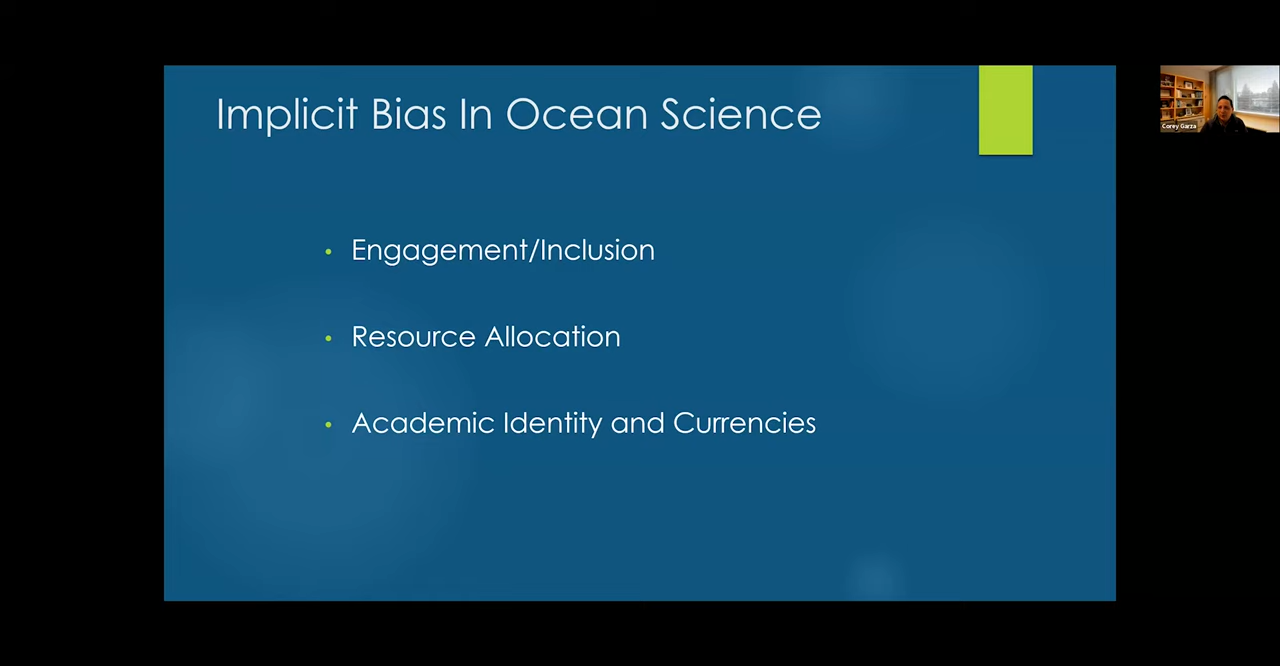 Implicit Bias In Ocean Science
• Engagement/Inclusion
• Resource Allocation
• Academic Identity and Currencies
Corey Garza